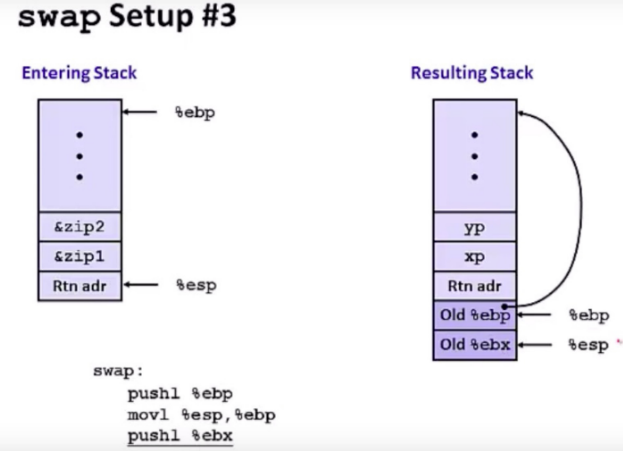 swap Setup #3
Entering Stack
%ebp
&zip2
&zip1
Rtn adr
%esp
Resulting Stack
yp
xp
Rtn adr
Old %ebp
%ebp
Old %ebx
%esp
swap:
pushl %ebp
movl %esp,%ebp
pushl %ebx